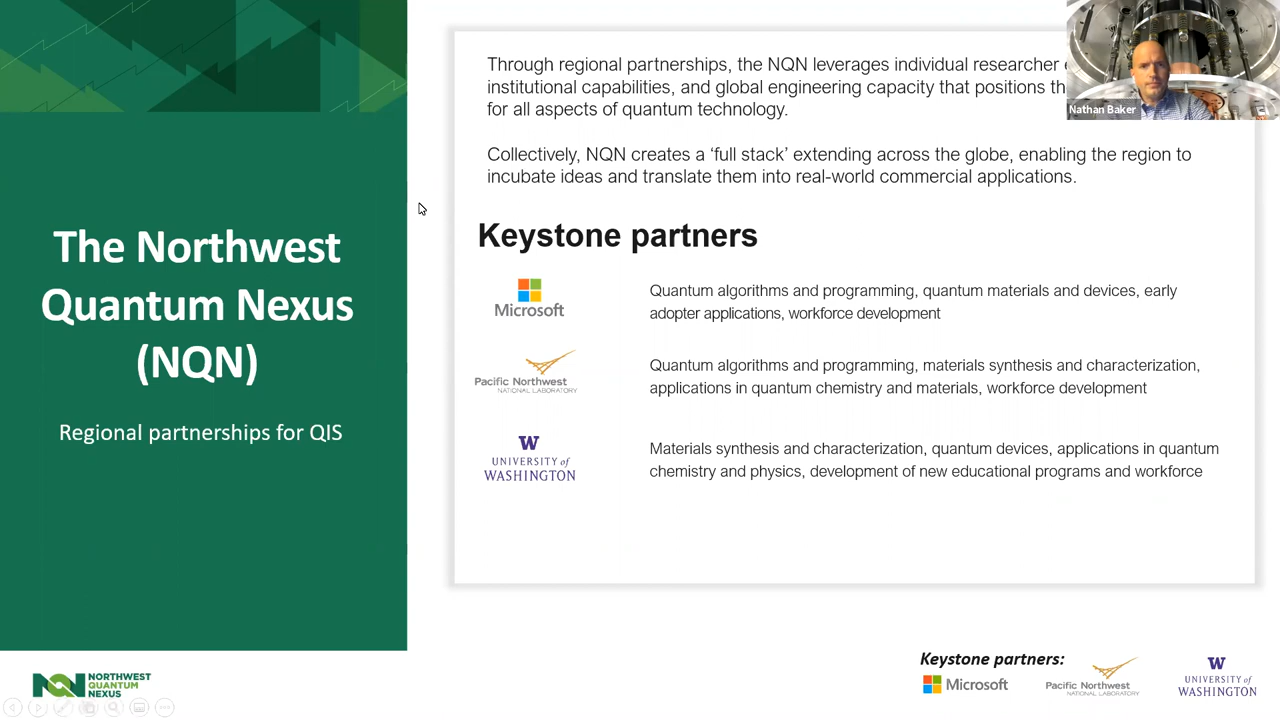 The Northwest
Quantum Nexus
(NQN)
Regional partnerships for QIS
Through regional partnerships, the NQN leverages individual researcher
institutional capabilities, and global engineering capacity that positions
for all aspects of quantum technology.
Collectively, NQN creates a ‘full stack’ extending across the globe, enabling the region to
incubate ideas and translate them into real-world commercial applications.
Keystone partners
Microsoft
Quantum algorithms and programming, quantum materials and devices, early
adopter applications, workforce development
Pacific Northwest
NATIONAL LABORATORY
Quantum algorithms and programming, materials synthesis and characterization,
applications in quantum chemistry and materials, workforce development
W
UNIVERSITY of
WASHINGTON
Materials synthesis and characterization, quantum devices, applications in quantum
chemistry and physics, development of new educational programs and workforce
Nathan Baker
NQN
NORTHWEST
QUANTUM
NEXUS
Keystone partners:
Microsoft
Pacific Northwest
NATIONAL LABORATORY
W
UNIVERSITY of
WASHINGTON